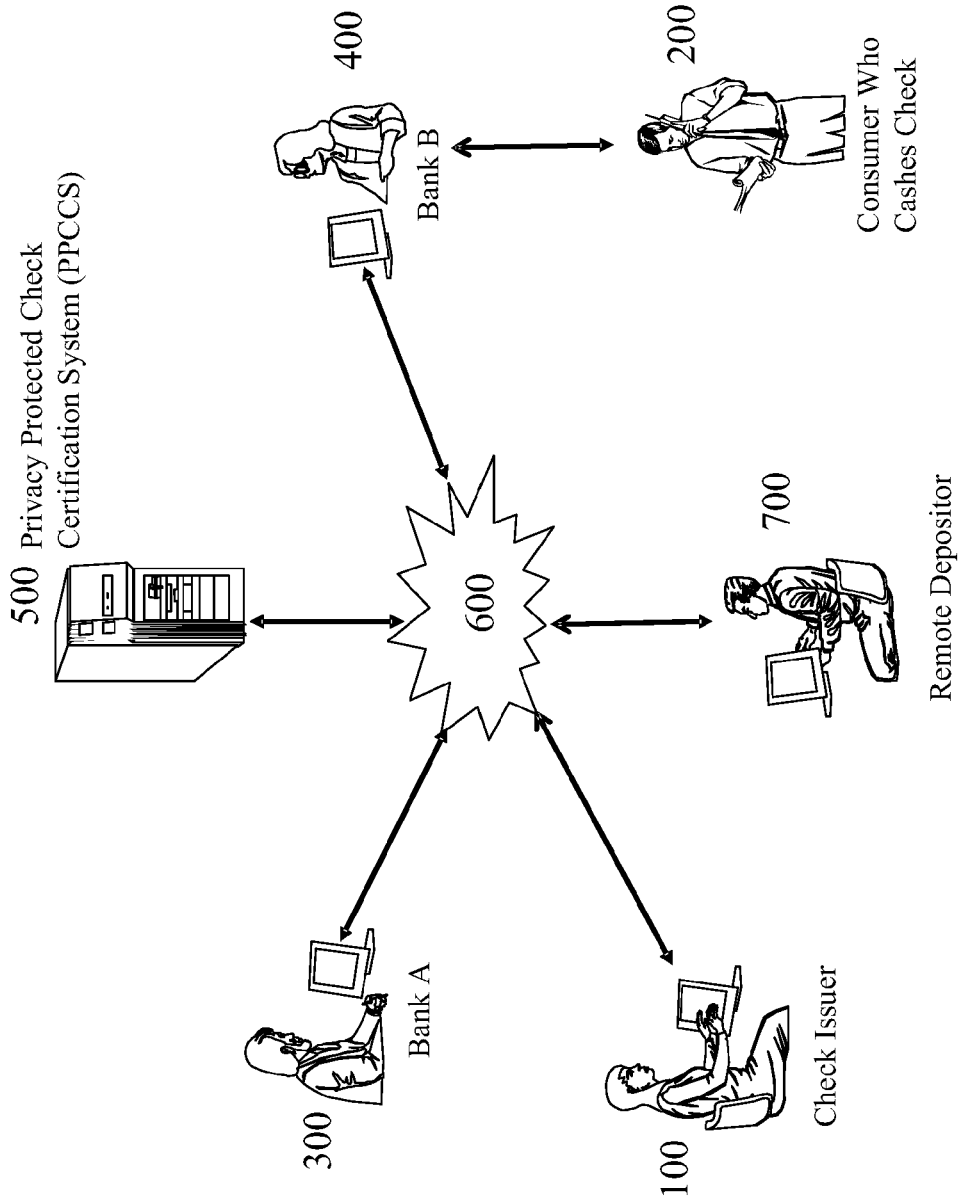 500 Privacy Protected Check
Certification System (PPCCS)
300
Bank A
400
Bank B
600
100
Check Issuer
700
Remote Depositor
200
Consumer Who
Cashes Check